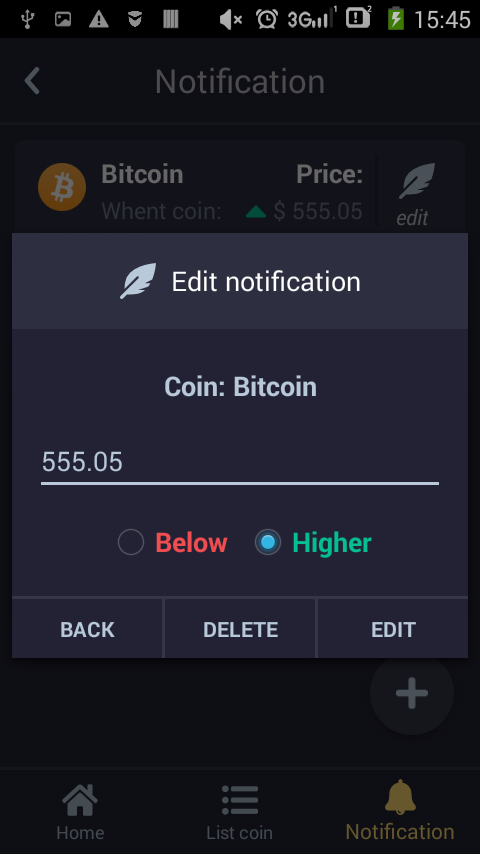 3G 1 2 15:45
Notification
Bitcoin Price:
Whent coin: $ 555.05
edit
Edit notification
Coin: Bitcoin
555.05
Below Higher
BACK DELETE EDIT
Home List coin Notification